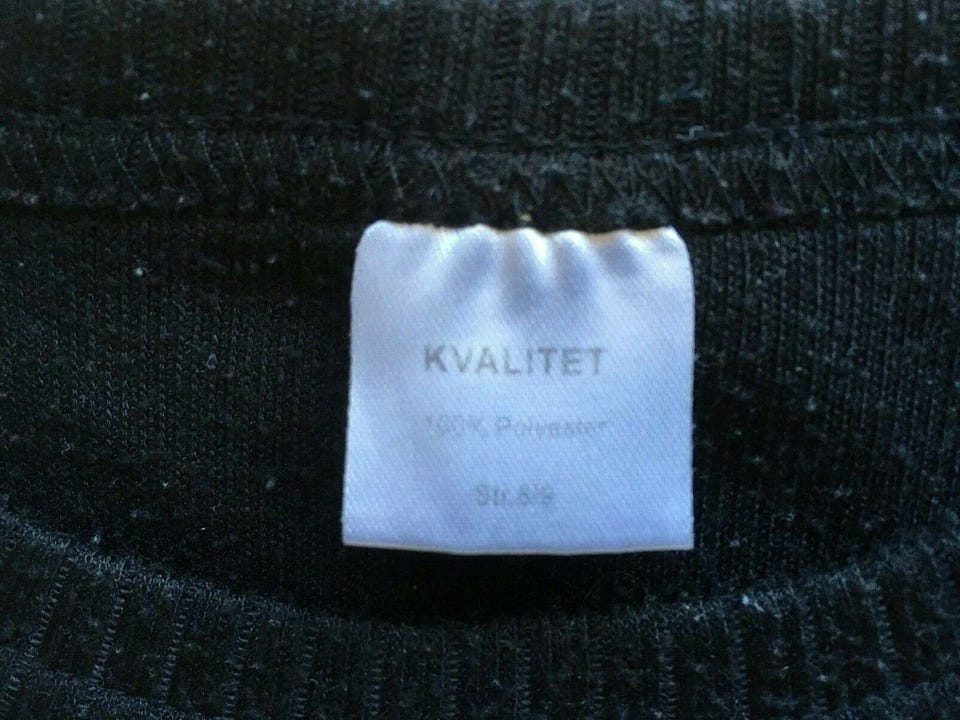 KVALITET
100% Polyester
Str. 8/9